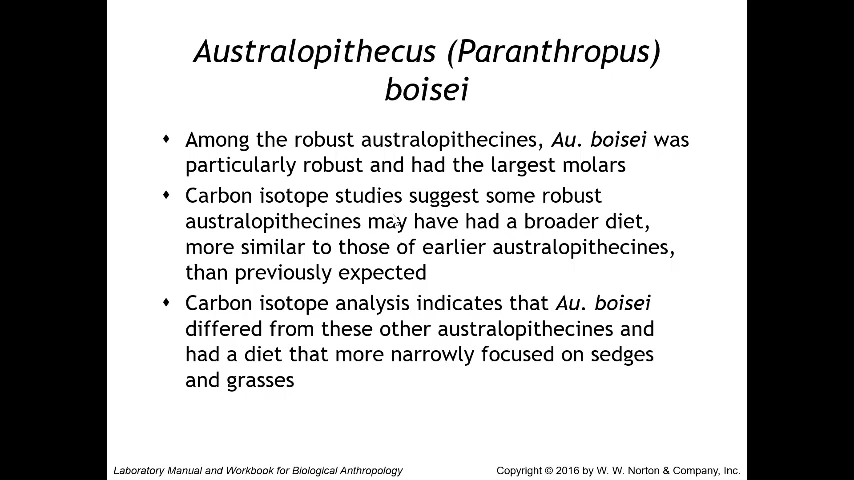 Australopithecus (Paranthropus)
boisei
♦ Among the robust australopithecines, Au. boisei was
particularly robust and had the largest molars
♦ Carbon isotope studies suggest some robust
australopithecines may have had a broader diet,
more similar to those of earlier australopithecines,
than previously expected
♦ Carbon isotope analysis indicates that Au. boisei
differed from these other australopithecines and
had a diet that more narrowly focused on sedges
and grasses
Laboratory Manual and Workbook for Biological Anthropology
Copyright © 2016 by W. W. Norton & Company, Inc.